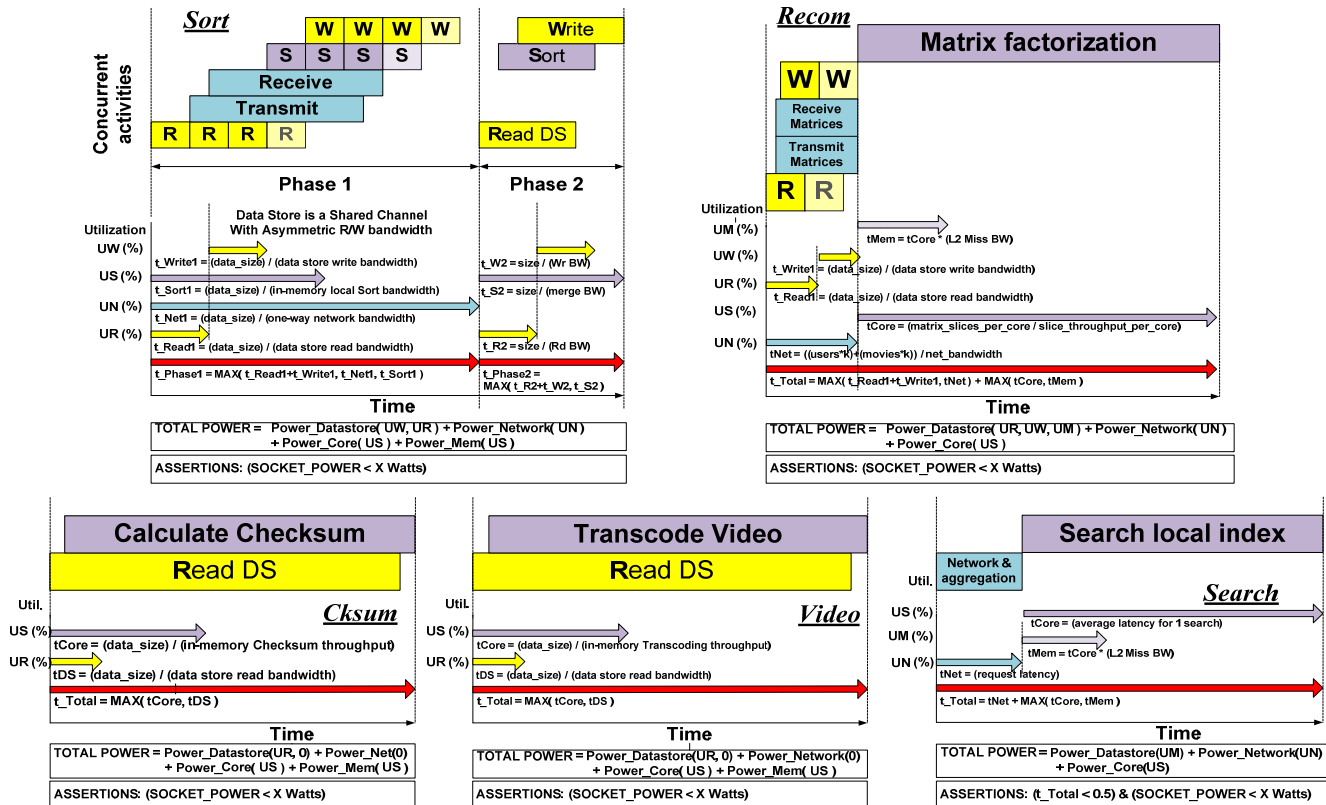 Sort
Concurrent
activities
W W W W
S S S S
Receive
Transmit
R R R R
Write
Sort
Read DS
Phase 1
Phase 2
Data Store is a Shared Channel
With Asymmetric R/W bandwidth
Utilization
UW (%)
t_Write1 = (data_size) / (data store write bandwidth)
t_W2 = size / (Wr BW)
US (%)
t_Sort1 = (data_size) / (in-memory local Sort bandwidth)
t_S2 = size / (merge BW)
UN (%)
t_Net1 = (data_size) / (one-way network bandwidth)
UR (%)
t_Read1 = (data_size) / (data store read bandwidth)
t_R2 = size / (Rd BW)
t_Phase1 = MAX( t_Read1+t_Write1, t_Net1, t_Sort1 )
t_Phase2 =
MAX( t_R2+t_W2, t_S2 )
Time
TOTAL POWER = Power_Datastore( UW, UR ) + Power_Network( UN )
+ Power_Core( US ) + Power_Mem( US )
ASSERTIONS: (SOCKET_POWER < X Watts)
Recom
Matrix factorization
W W
Receive
Matrices
Transmit
Matrices
R R
Utilization
UM (%)
tMem = tCore * (L2 Miss BW)
UW (%)
t_Write1 = (data_size) / (data store write bandwidth)
UR (%)
t_Read1 = (data_size) / (data store read bandwidth)
US (%)
tCore = (matrix_slices_per_core / slice_throughput_per_core)
UN (%)
tNet = ((users*k)+(movies*k)) / net_bandwidth
t_Total = MAX( t_Read1+t_Write1, tNet ) + MAX( tCore, tMem )
Time
TOTAL POWER = Power_Datastore( UR, UW, UM ) + Power_Network( UN )
+ Power_Core( US )
ASSERTIONS: (SOCKET_POWER < X Watts)
Calculate Checksum
Read DS
Util.
Cksum
US (%)
tCore = (data_size) / (in-memory Checksum throughput)
UR (%)
tDS = (data_size) / (data store read bandwidth)
t_Total = MAX( tCore, tDS )
Time
TOTAL POWER = Power_Datastore(UR, 0) + Power_Net(0)
+ Power_Core( US ) + Power_Mem( US )
ASSERTIONS: (SOCKET_POWER < X Watts)
Transcode Video
Read DS
Util.
Video
US (%)
tCore = (data_size) / (in-memory Transcoding throughput)
UR (%)
tDS = (data_size) / (data store read bandwidth)
t_Total = MAX( tCore, tDS )
Time
TOTAL POWER = Power_Datastore(UR, 0) + Power_Network(0)
+ Power_Core( US ) + Power_Mem( US )
ASSERTIONS: (SOCKET_POWER < X Watts)
Search local index
Network &
aggregation
Util.
Search
US (%)
tCore = (average latency for 1 search)
UM (%)
tMem = tCore * (L2 Miss BW)
UN (%)
tNet = (request latency)
t_Total = tNet + MAX( tCore, tMem )
Time
TOTAL POWER = Power_Datastore(UM) + Power_Network(UN)
+ Power_Core(US)
ASSERTIONS: (t_Total < 0.5) & (SOCKET_POWER < X Watts)